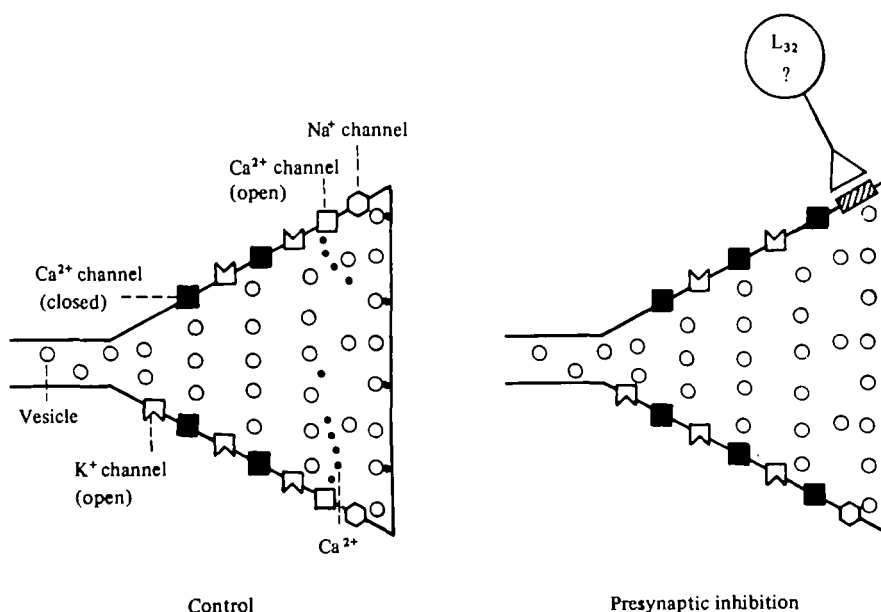 L₃₂
?
Na⁺ channel
Ca²⁺ channel
(open)
Ca²⁺ channel
(closed)
Vesicle
K⁺ channel
(open)
Ca²⁺
Control
Presynaptic inhibition